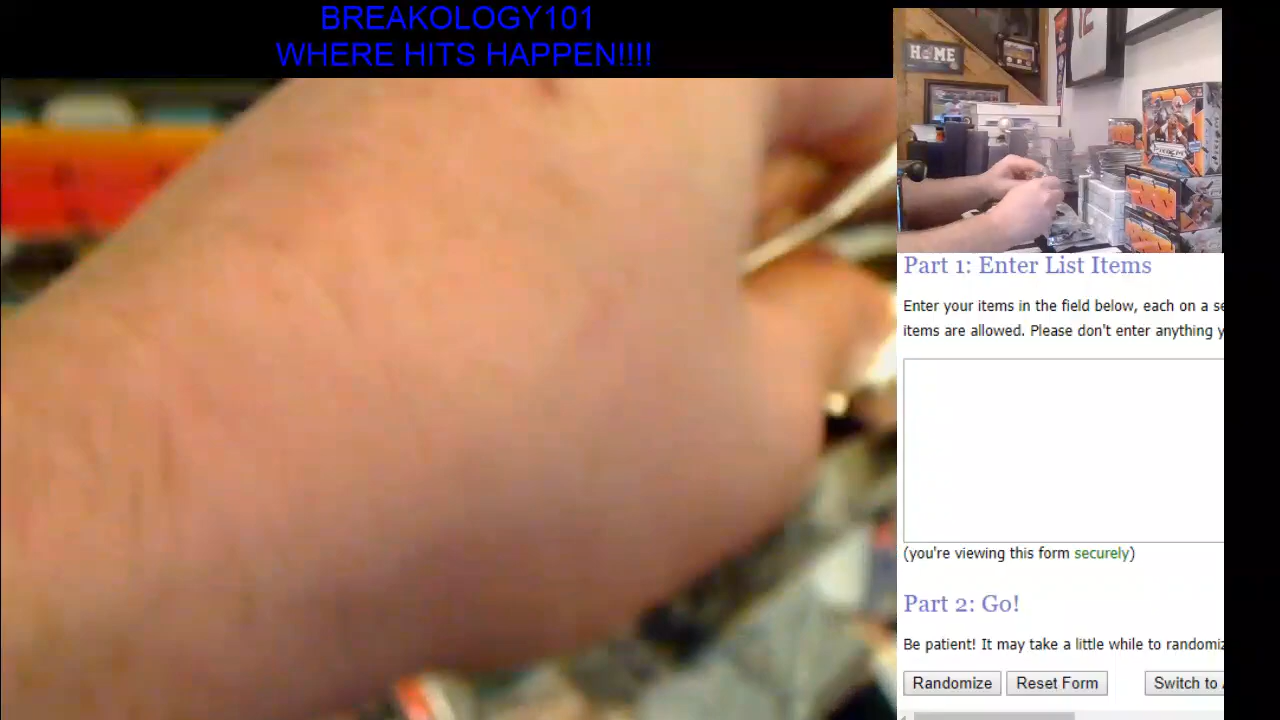 BREAKOLOGY101
WHERE HITS HAPPEN!!!!
HOME
PRIZM
Part 1: Enter List Items
Enter your items in the field below, each on a se
items are allowed. Please don't enter anything y
(you're viewing this form securely)
Part 2: Go!
Be patient! It may take a little while to randomiz
Randomize
Reset Form
Switch to